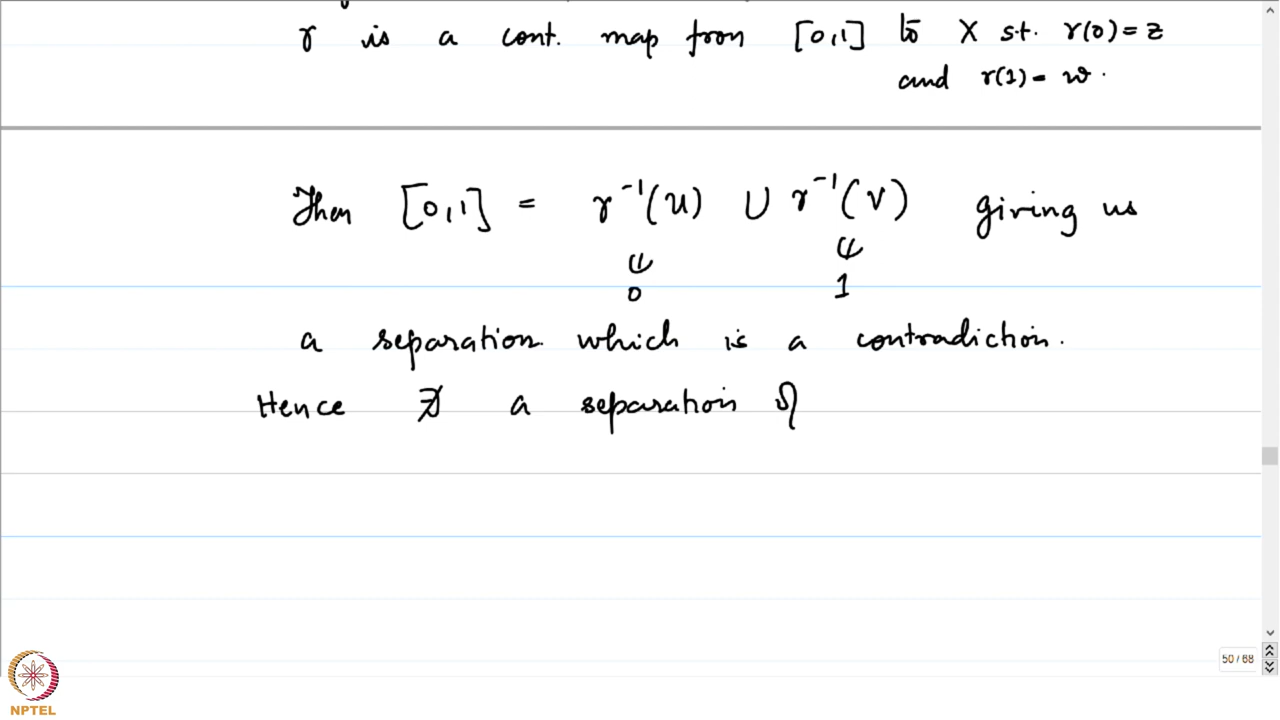 γ is a cont. map from [0,1] to X s.t. γ(0) = z
and γ(1) = w.
Then [0,1] = γ⁻¹(U) ∪ γ⁻¹(V) giving us
0 1
a separation which is a contradiction.
Hence ∄ a separation of
50 / 68
NPTEL